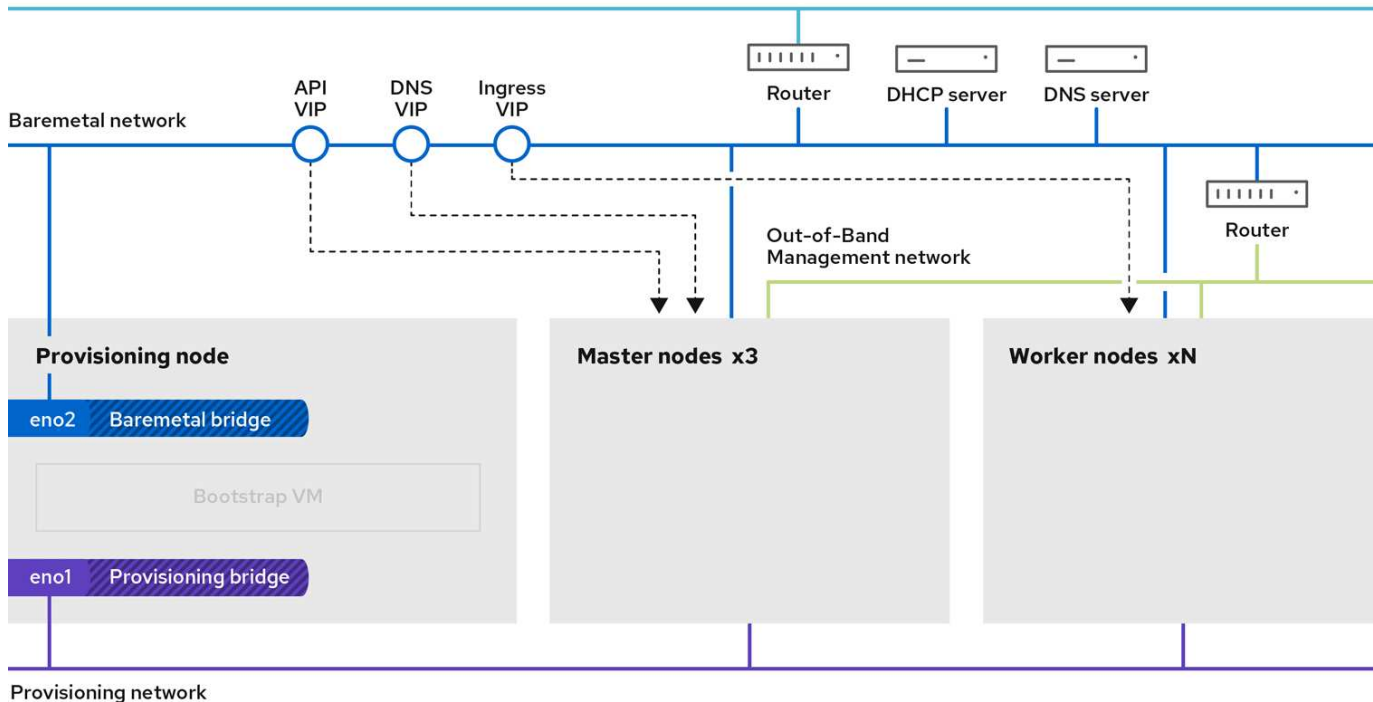 API
VIP
DNS
VIP
Ingress
VIP
Router
DHCP server
DNS server
Baremetal network
Router
Out-of-Band
Management network
Provisioning node
Master nodes x3
Worker nodes xN
eno2
Baremetal bridge
Bootstrap VM
eno1
Provisioning bridge
Provisioning network